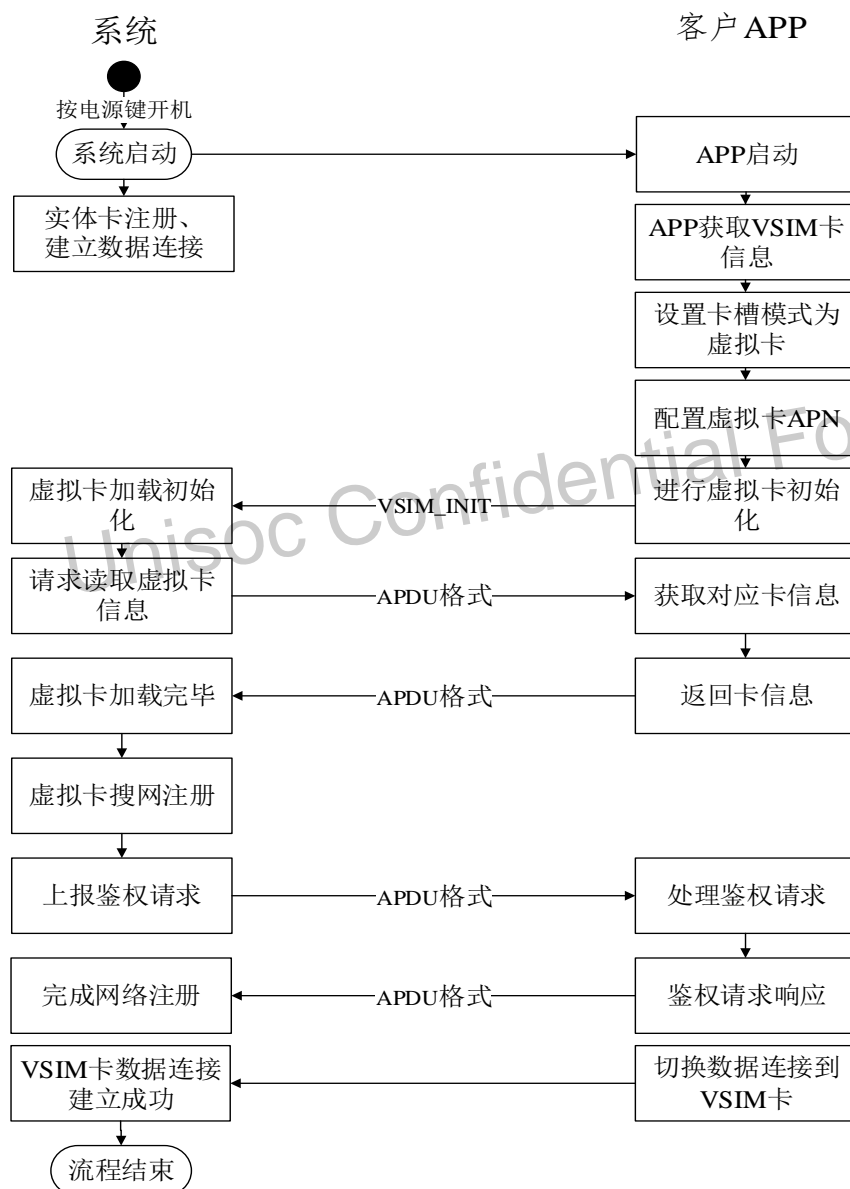 系统
客户APP
按电源键开机
系统启动
APP启动
实体卡注册、
建立数据连接
APP获取VSIM卡
信息
设置卡槽模式为
虚拟卡
配置虚拟卡APN
虚拟卡加载初始
化
VSIM_INIT
进行虚拟卡初始
化
请求读取虚拟卡
信息
APDU格式
获取对应卡信息
虚拟卡加载完毕
APDU格式
返回卡信息
虚拟卡搜网注册
上报鉴权请求
APDU格式
处理鉴权请求
完成网络注册
APDU格式
鉴权请求响应
VSIM卡数据连接
建立成功
切换数据连接到
VSIM卡
流程结束
Unisoc Confidential Fo